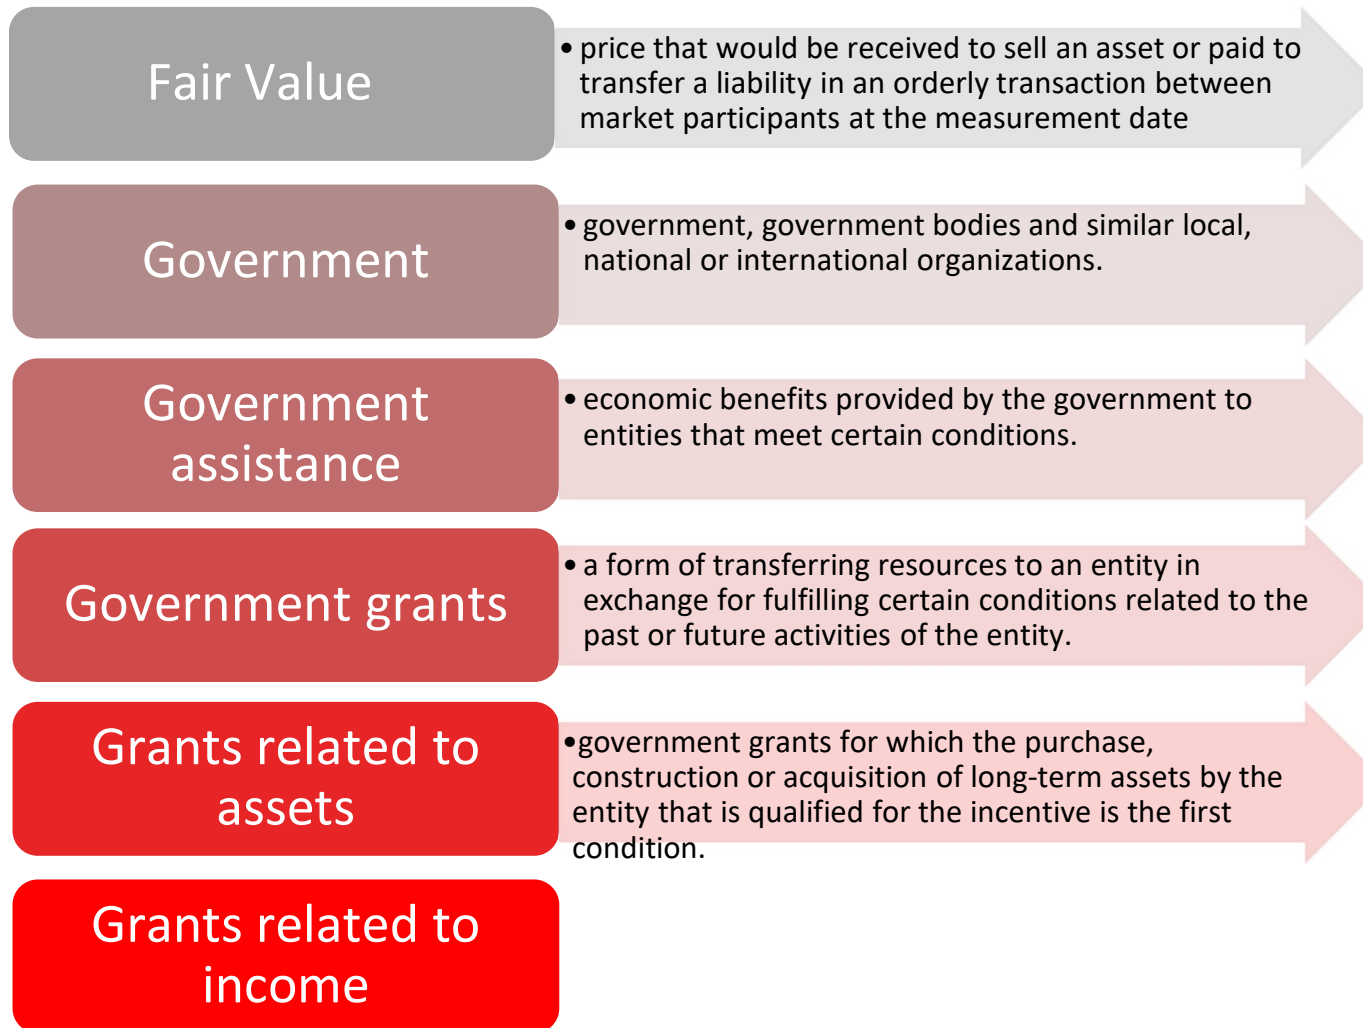 Fair Value
• price that would be received to sell an asset or paid to
transfer a liability in an orderly transaction between
market participants at the measurement date
Government
• government, government bodies and similar local,
national or international organizations.
Government
assistance
• economic benefits provided by the government to
entities that meet certain conditions.
Government grants
• a form of transferring resources to an entity in
exchange for fulfilling certain conditions related to the
past or future activities of the entity.
Grants related to
assets
•government grants for which the purchase,
construction or acquisition of long-term assets by the
entity that is qualified for the incentive is the first
condition.
Grants related to
income